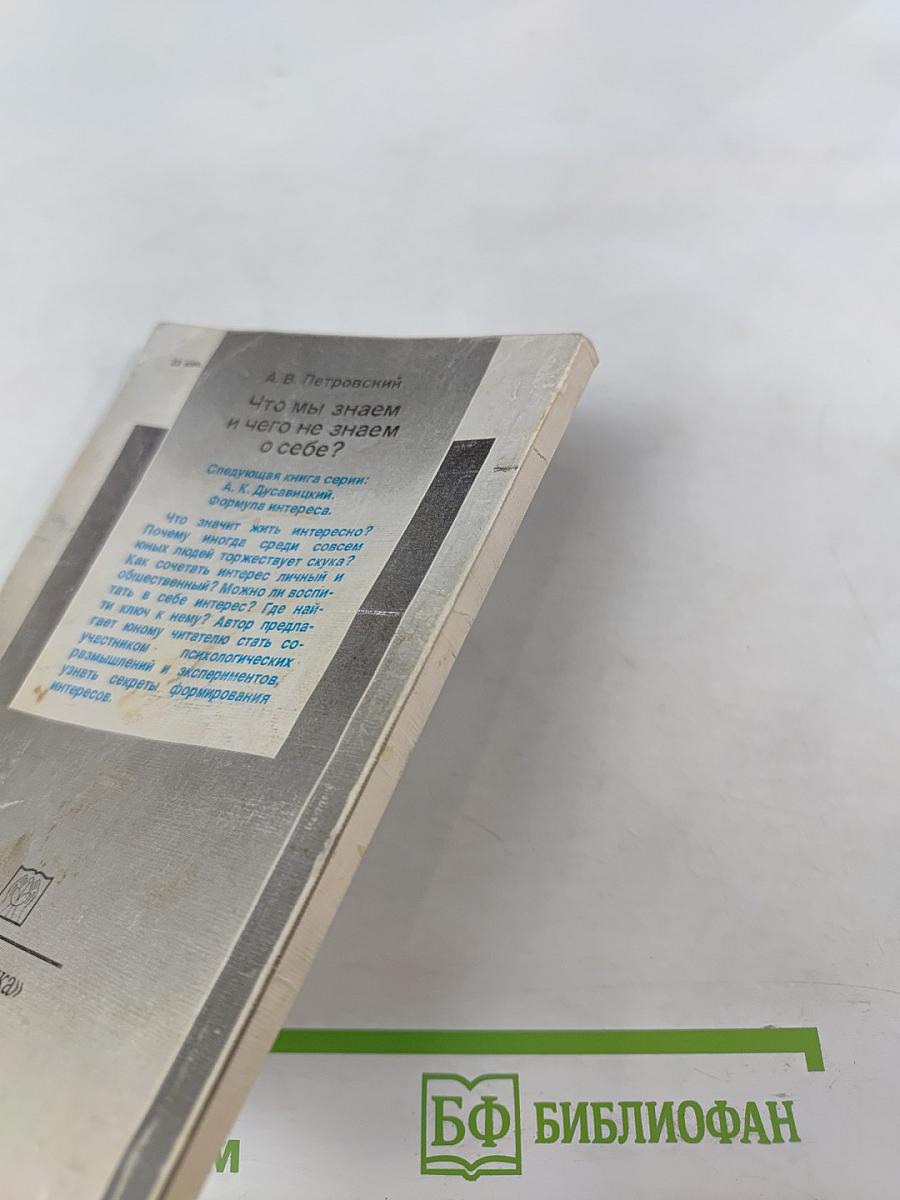 А. В. Петровский
Что мы знаем
и чего не знаем
о себе?
Следующая книга серии:
А. К. Дусавицкий.
Формула интереса.
Что значит жить интересно?
Почему иногда среди совсем
юных людей торжествует скука?
Как сочетать интерес личный и
общественный? Можно ли воспи-
тать в себе интерес? Где най-
ти ключ к нему? Автор предла-
гает юному читателю стать со-
участником психологических
размышлений и экспериментов,
узнать секреты формирования
интересов.
ка»
М
БФ БИБЛИОФАН